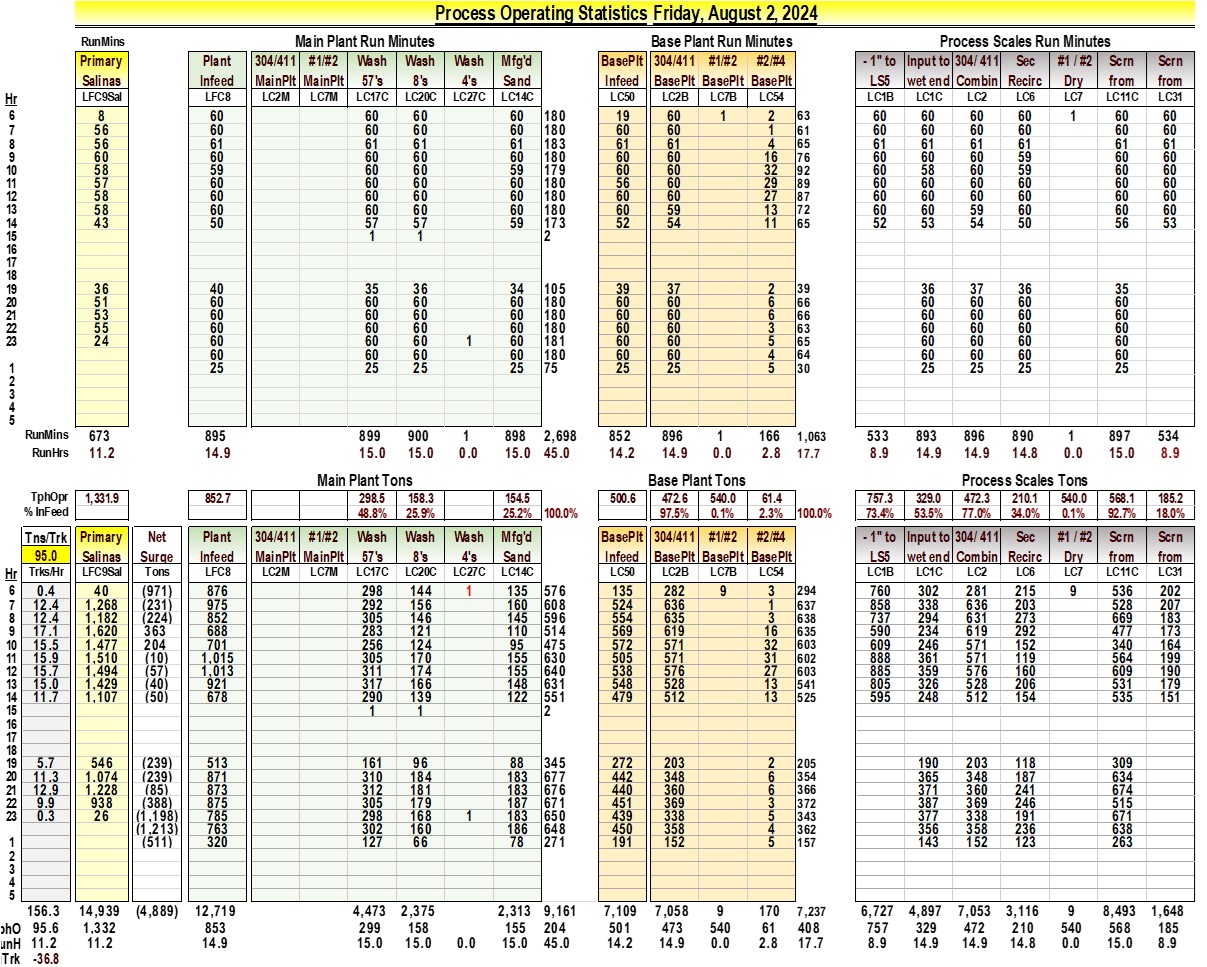 Process Operating Statistics Friday, August 2, 2024
RunMins Main Plant Run Minutes Base Plant Run Minutes Process Scales Run Minutes
Primary Plant 304/411 #1/#2 Wash Wash Wash Mfg'd BasePlt 304/411 #1/#2 #2/#4 - 1" to Input to 304/ 411 Sec #1 / #2 Scrn Scrn
Salinas Infeed MainPlt MainPlt 57's 8's 4's Sand Infeed BasePlt BasePlt BasePlt LS5 wet end Combin Recirc Dry from from
Hr LFC9Sal LFC8 LC2M LC7M LC17C LC20C LC27C LC14C LC50 LC2B LC7B LC54 LC1B LC1C LC2 LC6 LC7 LC11C LC31
6 8 60 60 60 60 180 19 60 1 2 63 60 60 60 60 1 60 60
7 56 60 60 60 60 180 60 60 1 61 60 60 60 60 60 60
8 56 61 61 61 61 183 61 61 4 65 61 61 61 61 61 61
9 60 60 60 60 60 180 60 60 16 76 60 60 60 59 60 60
10 58 59 60 60 59 179 60 60 32 92 60 58 60 59 60 60
11 57 60 60 60 60 180 56 60 29 89 60 60 60 60 60 60
12 58 60 60 60 60 180 60 60 27 87 60 60 60 60 60 60
13 58 60 60 60 60 180 60 59 13 72 60 60 59 60 60 60
14 43 50 57 57 59 173 52 54 11 65 52 53 54 50 56 53
15 1 1 2
16
17
18
19 36 40 35 36 34 105 39 37 2 39 36 37 36 35
20 51 60 60 60 60 180 60 60 6 66 60 60 60 60
21 53 60 60 60 60 180 60 60 6 66 60 60 60 60
22 55 60 60 60 60 180 60 60 3 63 60 60 60 60
23 24 60 60 60 1 60 181 60 60 5 65 60 60 60 60
60 60 60 60 180 60 60 4 64 60 60 60 60
1 25 25 25 25 75 25 25 5 30 25 25 25 25
2
3
4
5
RunMins 673 895 899 900 1 898 2,698 852 896 1 166 1,063 533 893 896 890 1 897 534
RunHrs 11.2 14.9 15.0 15.0 0.0 15.0 45.0 14.2 14.9 0.0 2.8 17.7 8.9 14.9 14.9 14.8 0.0 15.0 8.9
Main Plant Tons Base Plant Tons Process Scales Tons
TphOpr 1,331.9 852.7 298.5 158.3 154.5 500.6 472.6 540.0 61.4 757.3 329.0 472.3 210.1 540.0 568.1 185.2
% InFeed 48.8% 25.9% 25.2% 100.0% 97.5% 0.1% 2.3% 100.0% 73.4% 53.5% 77.0% 34.0% 0.1% 92.7% 18.0%
Tns/Trk Primary Net Plant 304/411 #1/#2 Wash Wash Wash Mfg'd BasePlt 304/411 #1/#2 #2/#4 - 1" to Input to 304/ 411 Sec #1 / #2 Scrn Scrn
95.0 Salinas Surge Infeed MainPlt MainPlt 57's 8's 4's Sand Infeed BasePlt BasePlt BasePlt LS5 wet end Combin Recirc Dry from from
Hr Trks/Hr LFC9Sal Tons LFC8 LC2M LC7M LC17C LC20C LC27C LC14C LC50 LC2B LC7B LC54 LC1B LC1C LC2 LC6 LC7 LC11C LC31
6 0.4 40 (971) 876 298 144 1 135 576 135 282 9 3 294 760 302 281 215 9 536 202
7 12.4 1,268 (231) 975 292 156 160 608 524 636 1 637 858 338 636 203 528 207
8 12.4 1,182 (224) 852 305 146 145 596 554 635 3 638 737 294 631 273 669 183
9 17.1 1,620 363 688 283 121 110 514 569 619 16 635 590 234 619 292 477 173
10 15.5 1,477 204 701 256 124 95 475 572 571 32 603 609 246 571 152 340 164
11 15.9 1,510 (10) 1,015 305 170 155 630 505 571 31 602 888 361 571 119 564 199
12 15.7 1,494 (57) 1,013 311 174 155 640 538 576 27 603 885 359 576 160 609 190
13 15.0 1,429 (40) 921 317 166 148 631 548 528 13 541 805 326 528 206 531 179
14 11.7 1,107 (50) 678 290 139 122 551 479 512 13 525 595 248 512 154 535 151
15 1 1 2
16
17
18
19 5.7 546 (239) 513 161 96 88 345 272 203 2 205 190 203 118 309
20 11.3 1.074 (239) 871 310 184 183 677 442 348 6 354 365 348 187 634
21 12.9 1.228 (85) 873 312 181 183 676 440 360 6 366 371 360 241 674
22 9.9 938 (388) 875 305 179 187 671 451 369 3 372 387 369 246 515
23 0.3 26 (1,198) 785 298 168 1 183 650 439 338 5 343 377 338 191 671
(1,213) 763 302 160 186 648 450 358 4 362 356 358 236 638
1 (511) 320 127 66 78 271 191 152 5 157 143 152 123 263
2
3
4
5
156.3 14,939 (4,889) 12,719 4,473 2,375 2,313 9,161 7,109 7,058 9 170 7,237 6,727 4,897 7,053 3,116 9 8,493 1,648
phO 95.6 1,332 853 299 158 155 204 501 473 540 61 408 757 329 472 210 540 568 185
unH 11.2 11.2 14.9 15.0 15.0 0.0 15.0 45.0 14.2 14.9 0.0 2.8 17.7 8.9 14.9 14.9 14.8 0.0 15.0 8.9
Trk -36.8